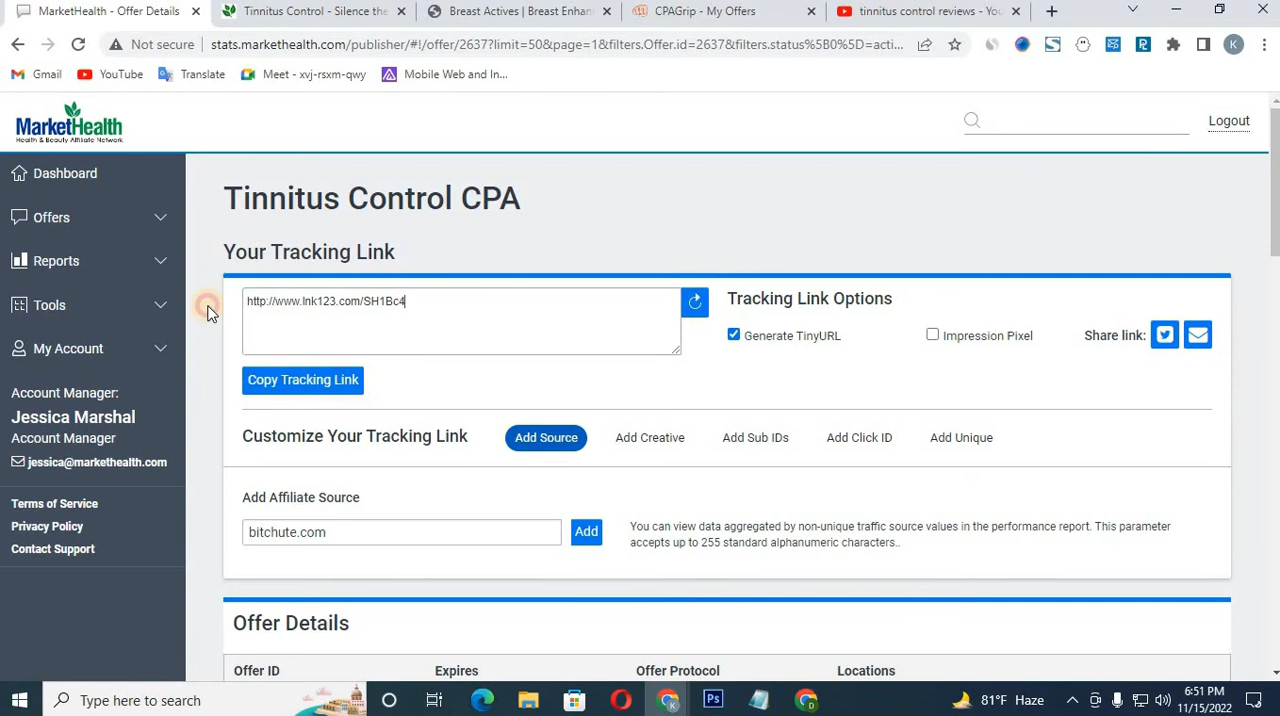 MarketHealth - Offer Details
Tinnitus Control - Silence the
Breast Actives | Breast Enhan
CPAGrip - My Offers
tinnitus control reviews - You
Not secure
stats.markethealth.com/publisher/#!/offer/2637?limit=50&page=1&filters.Offer.id=2637&filters.status%5B0%5D=acti...
K
Gmail
YouTube
Translate
Meet - xvj-rsxm-qwy
Mobile Web and In...
MarketHealth
Health & Beauty Affiliate Network
Logout
Dashboard
Offers
Reports
Tools
My Account
Account Manager:
Jessica Marshal
Account Manager
jessica@markethealth.com
Terms of Service
Privacy Policy
Contact Support
Tinnitus Control CPA
Your Tracking Link
http://www.lnk123.com/SH1Bc4
Copy Tracking Link
Tracking Link Options
Generate TinyURL
Impression Pixel
Share link:
Customize Your Tracking Link
Add Source
Add Creative
Add Sub IDs
Add Click ID
Add Unique
Add Affiliate Source
bitchute.com
Add
You can view data aggregated by non-unique traffic source values in the performance report. This parameter
accepts up to 255 standard alphanumeric characters..
Offer Details
Offer ID
Expires
Offer Protocol
Locations
Type here to search
Ps
81°F Haze
6:51 PM
11/15/2022